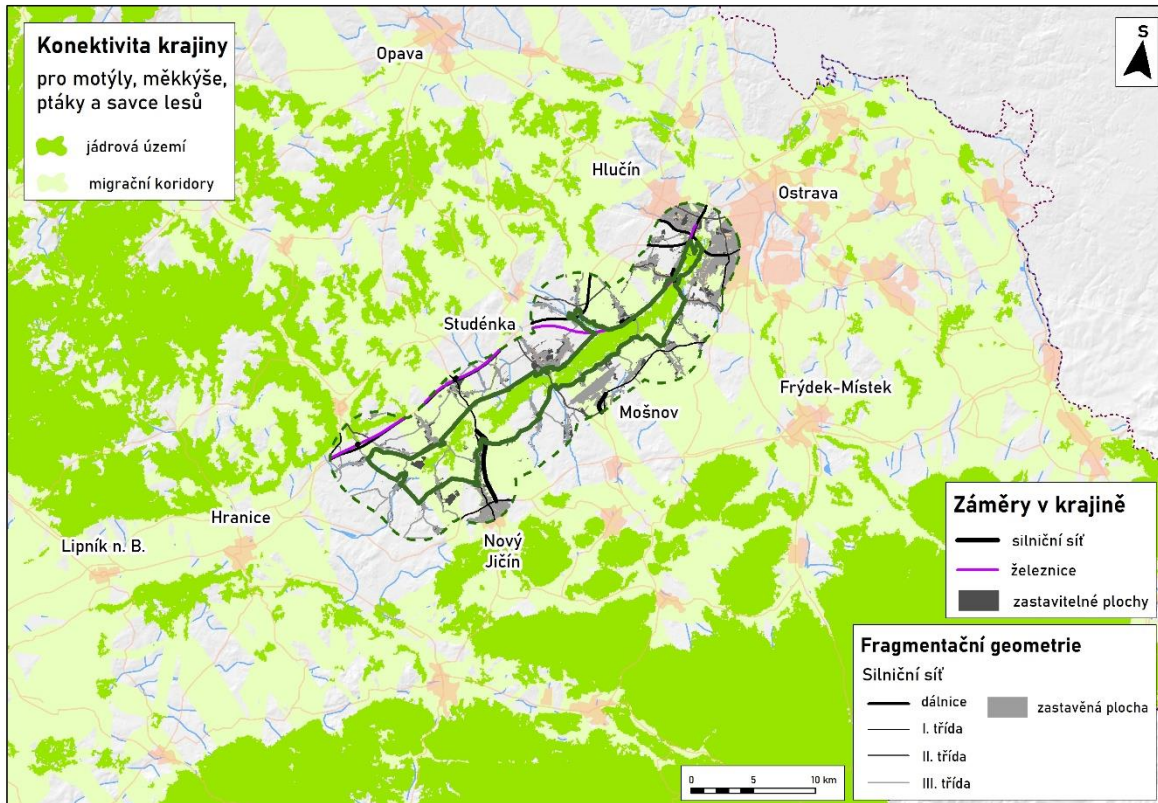 Konektivita krajiny
pro motýly, měkkýše,
ptáky a savce lesů
jádrová území
migrační koridory
S
Opava
Hlučín
Ostrava
Studénka
Mošnov
Frýdek-Místek
Hranice
Lipník n. B.
Nový
Jičín
Záměry v krajině
silniční síť
železnice
zastavitelné plochy
Fragmentační geometrie
Silniční síť
dálnice
zastavěná plocha
I. třída
II. třída
III. třída
0 5 10 km